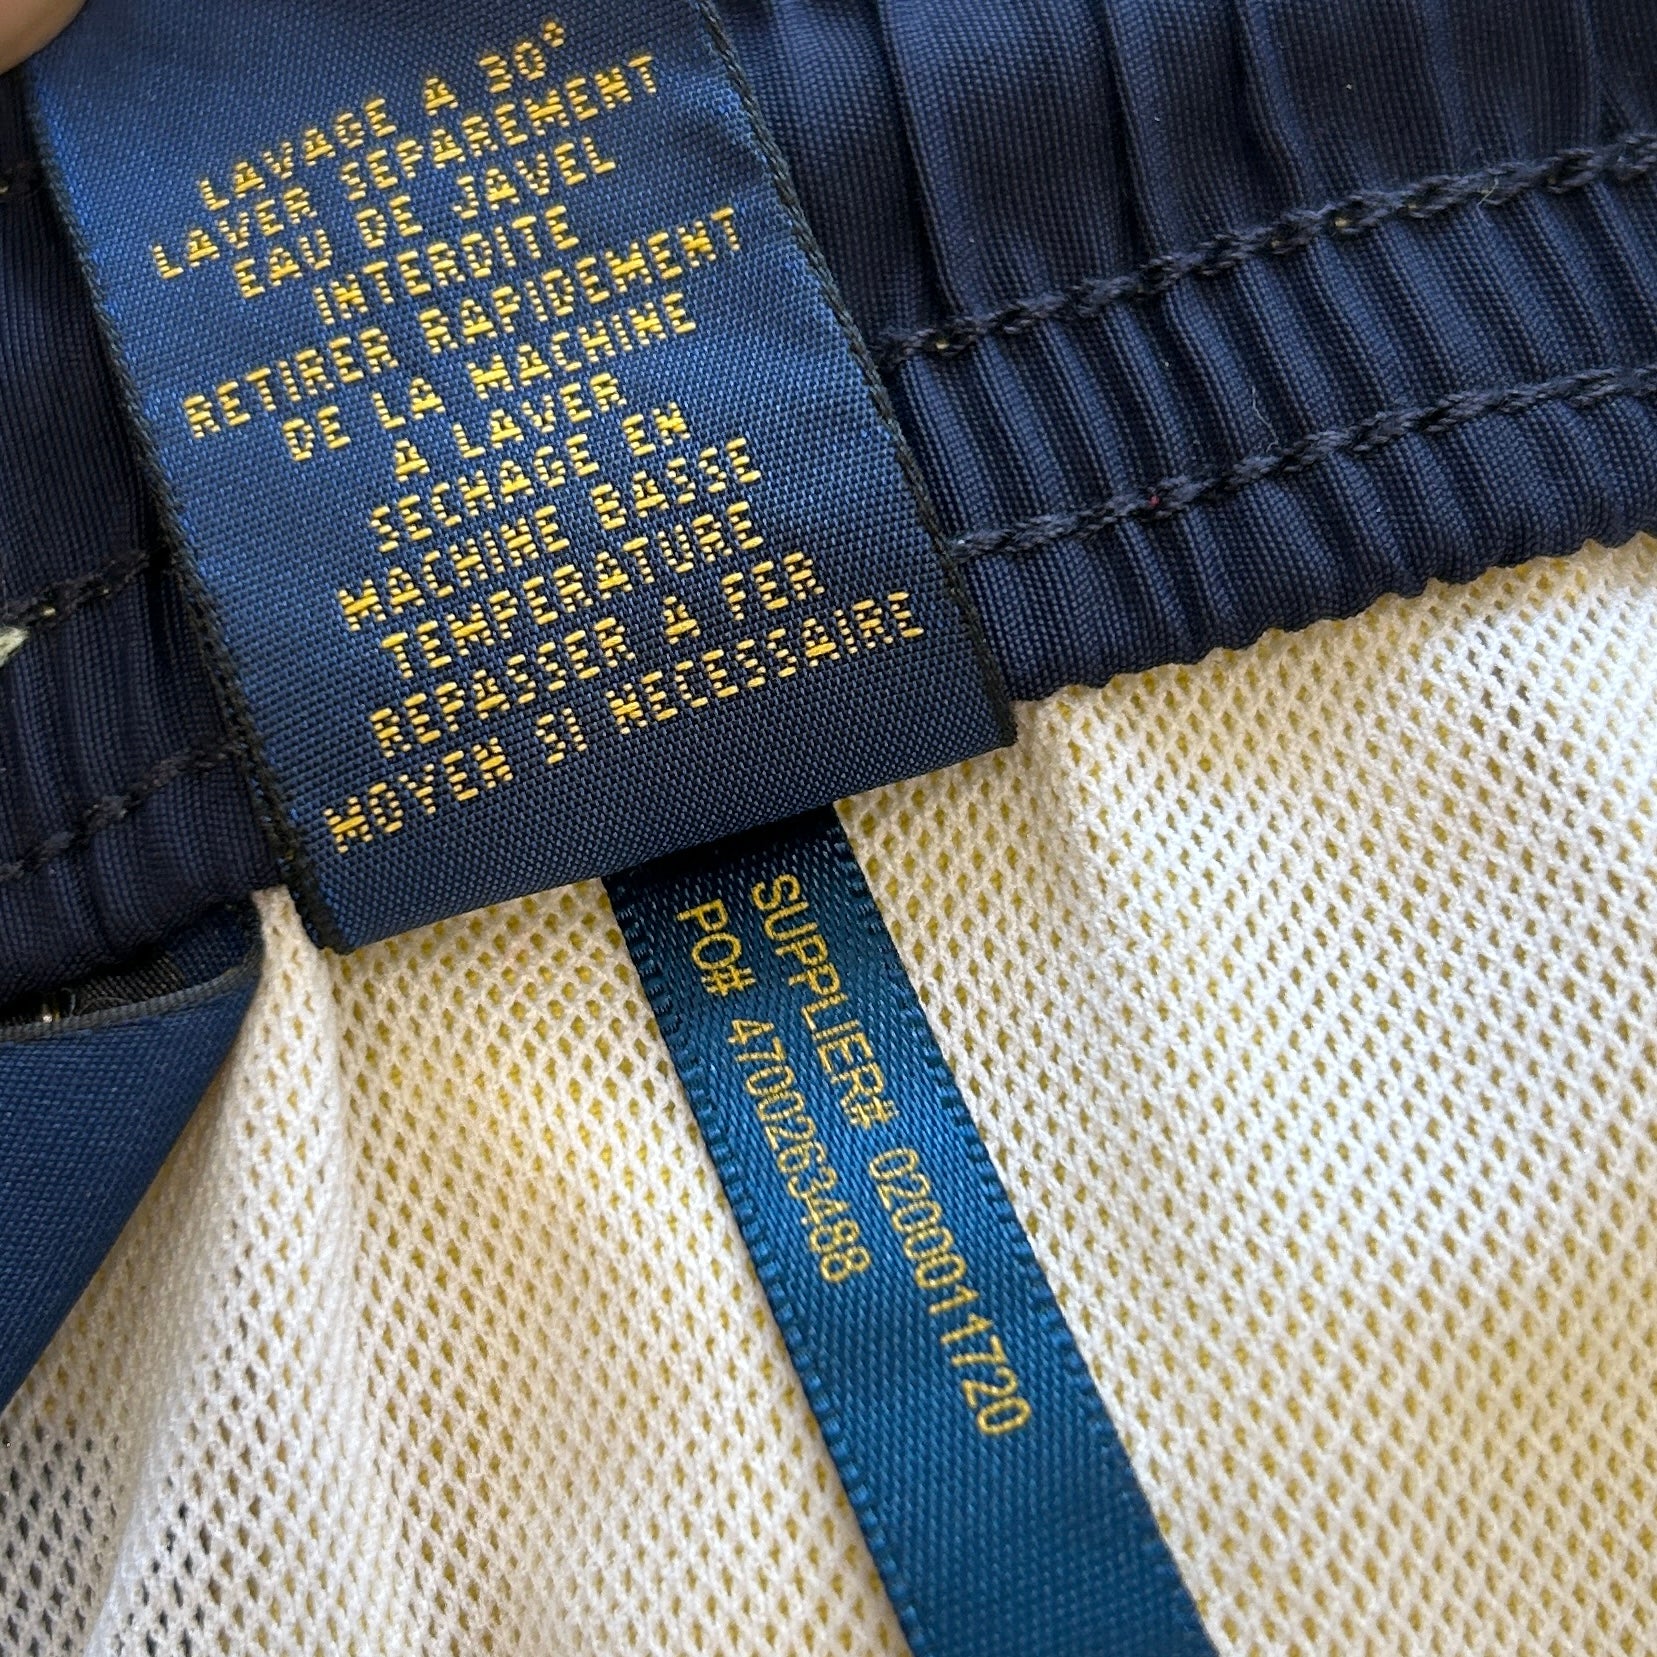 LAVAGE A 30°
LAVER SEPAREMENT
EAU DE JAVEL
INTERDITE
RETIRER RAPIDEMENT
DE LA MACHINE
A LAVER
SECHAGE EN
MACHINE BASSE
TEMPERATURE
REPASSER A FER
MOYEN SI NECESSAIRE
SUPPLIER# 0200011720
PO# 4700263488